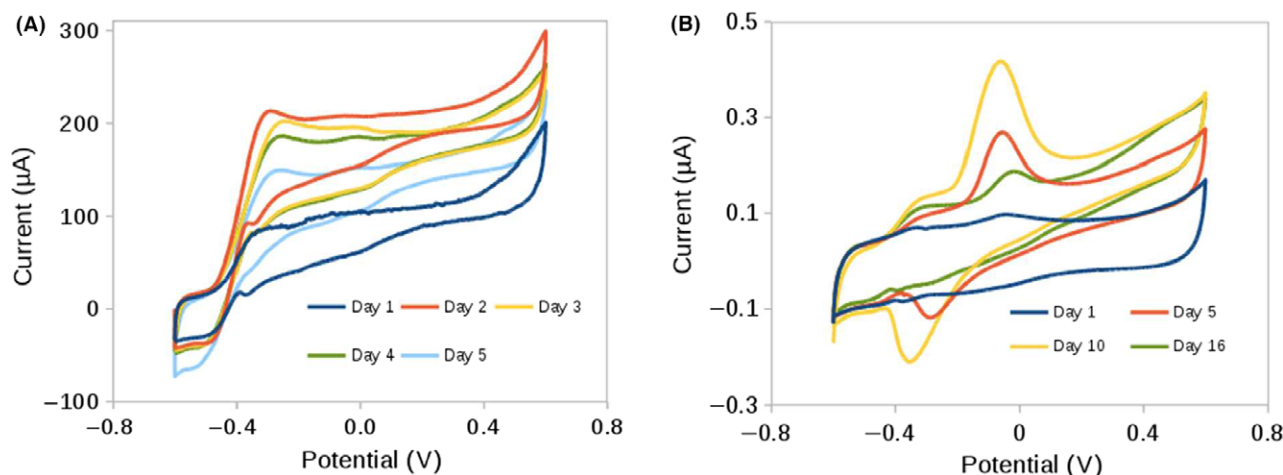 (A)
300
200
100
0
−100
Current (µA)
−0.8 −0.4 0.0 0.4 0.8
Potential (V)
Day 1 Day 2 Day 3
Day 4 Day 5
(B)
0.5
0.3
0.1
−0.1
−0.3
Current (µA)
−0.8 −0.4 0 0.4 0.8
Potential (V)
Day 1 Day 5
Day 10 Day 16